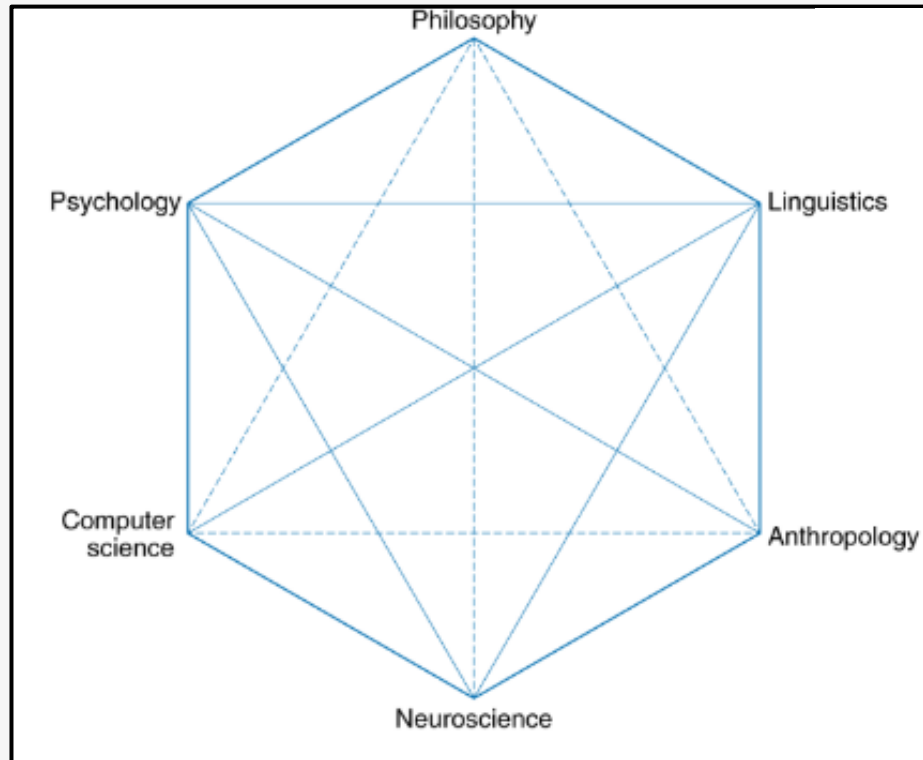 Philosophy
Psychology
Linguistics
Computer
science
Anthropology
Neuroscience